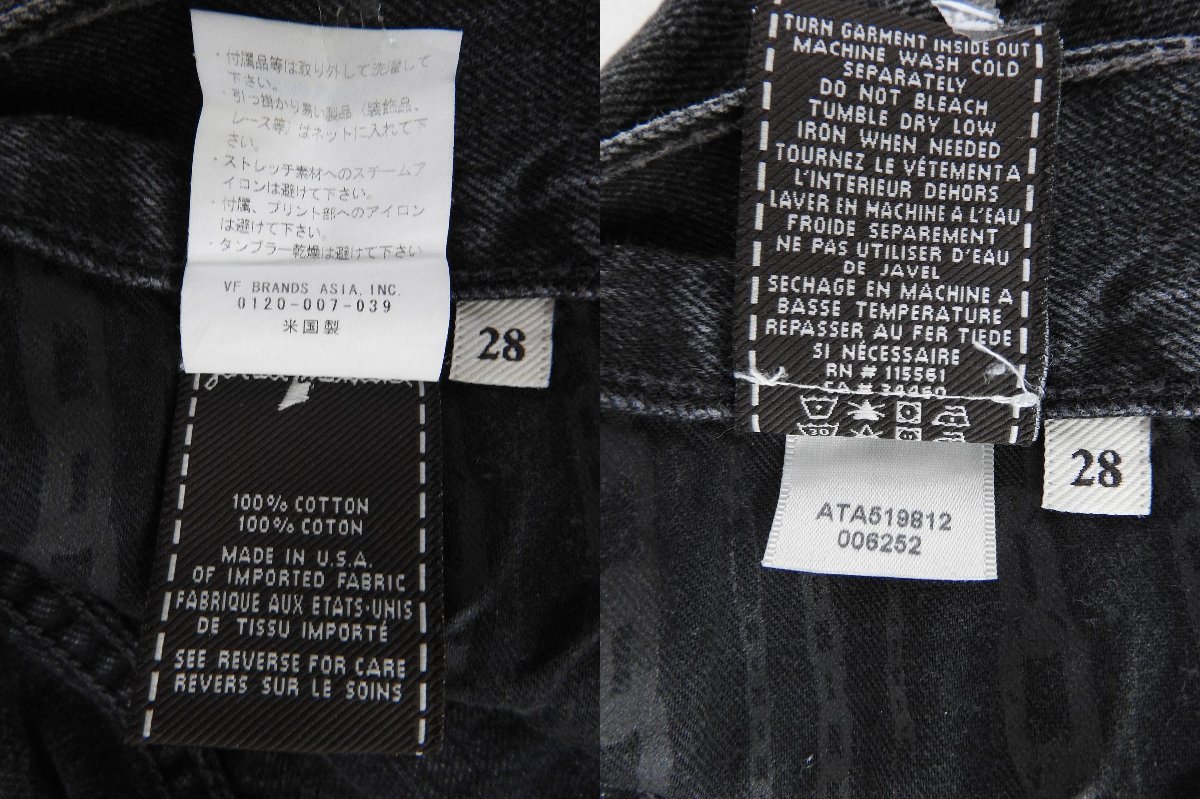 ・付属品等は取り外して洗濯して
下さい。
・引っ掛かり易い製品（装飾品、
レース等）はネットに入れて下
さい。
・ストレッチ素材へのスチームア
イロンは避けて下さい。
・付属、プリント部へのアイロン
は避けて下さい。
・タンブラー乾燥は避けて下さい
VF BRANDS ASIA, INC.
0120-007-039
米国製
28
100% COTTON
100% COTON
MADE IN U.S.A.
OF IMPORTED FABRIC
FABRIQUE AUX ETATS-UNIS
DE TISSU IMPORTÉ
SEE REVERSE FOR CARE
REVERS SUR LE SOINS
TURN GARMENT INSIDE OUT
MACHINE WASH COLD
SEPARATELY
DO NOT BLEACH
TUMBLE DRY LOW
IRON WHEN NEEDED
TOURNEZ LE VÊTEMENT A
L'INTERIEUR DEHORS
LAVER EN MACHINE A L'EAU
FROIDE SEPAREMENT
NE PAS UTILISER D'EAU
DE JAVEL
SECHAGE EN MACHINE A
BASSE TEMPERATURE
REPASSER AU FER TIEDE
SI NÉCESSAIRE
RN # 115561
CA # 34460
30
28
ATA519812
006252